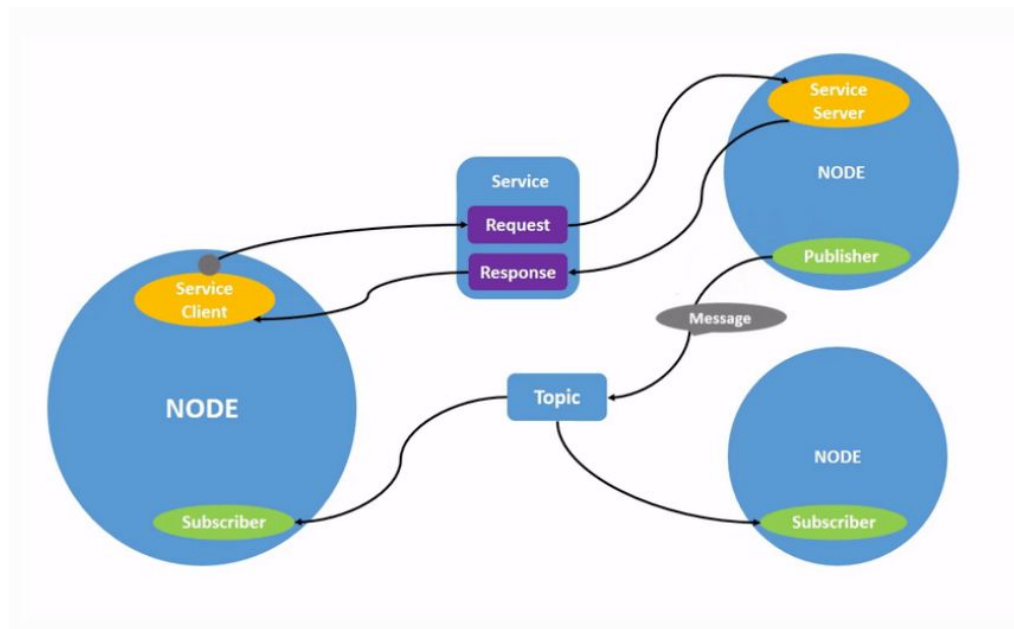 Service
Server
NODE
Publisher
Service
Request
Response
Service
Client
NODE
Subscriber
Message
Topic
NODE
Subscriber